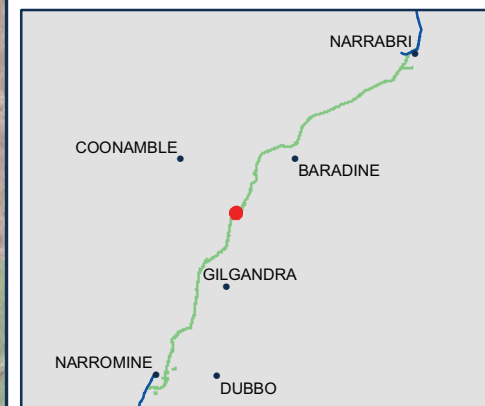 NARRABRI
COONAMBLE
BARADINE
GILGANDRA
NARROMINE
DUBBO